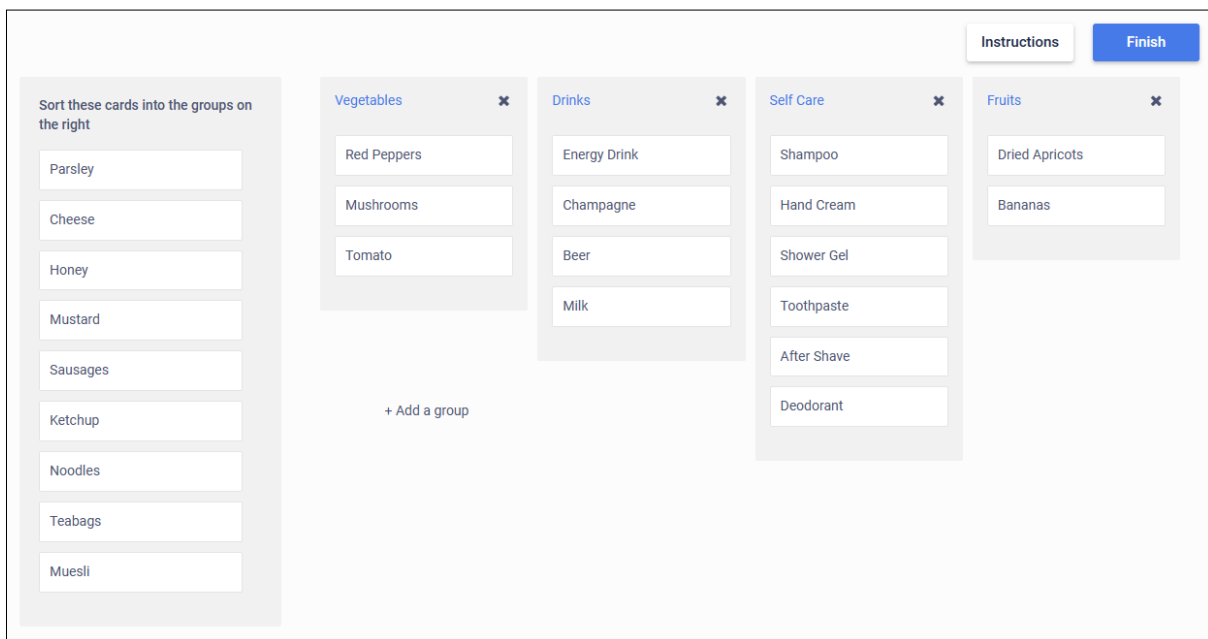 Instructions
Finish
Sort these cards into the groups on
the right
Parsley
Cheese
Honey
Mustard
Sausages
Ketchup
Noodles
Teabags
Muesli
Vegetables
Red Peppers
Mushrooms
Tomato
+ Add a group
Drinks
Energy Drink
Champagne
Beer
Milk
Self Care
Shampoo
Hand Cream
Shower Gel
Toothpaste
After Shave
Deodorant
Fruits
Dried Apricots
Bananas